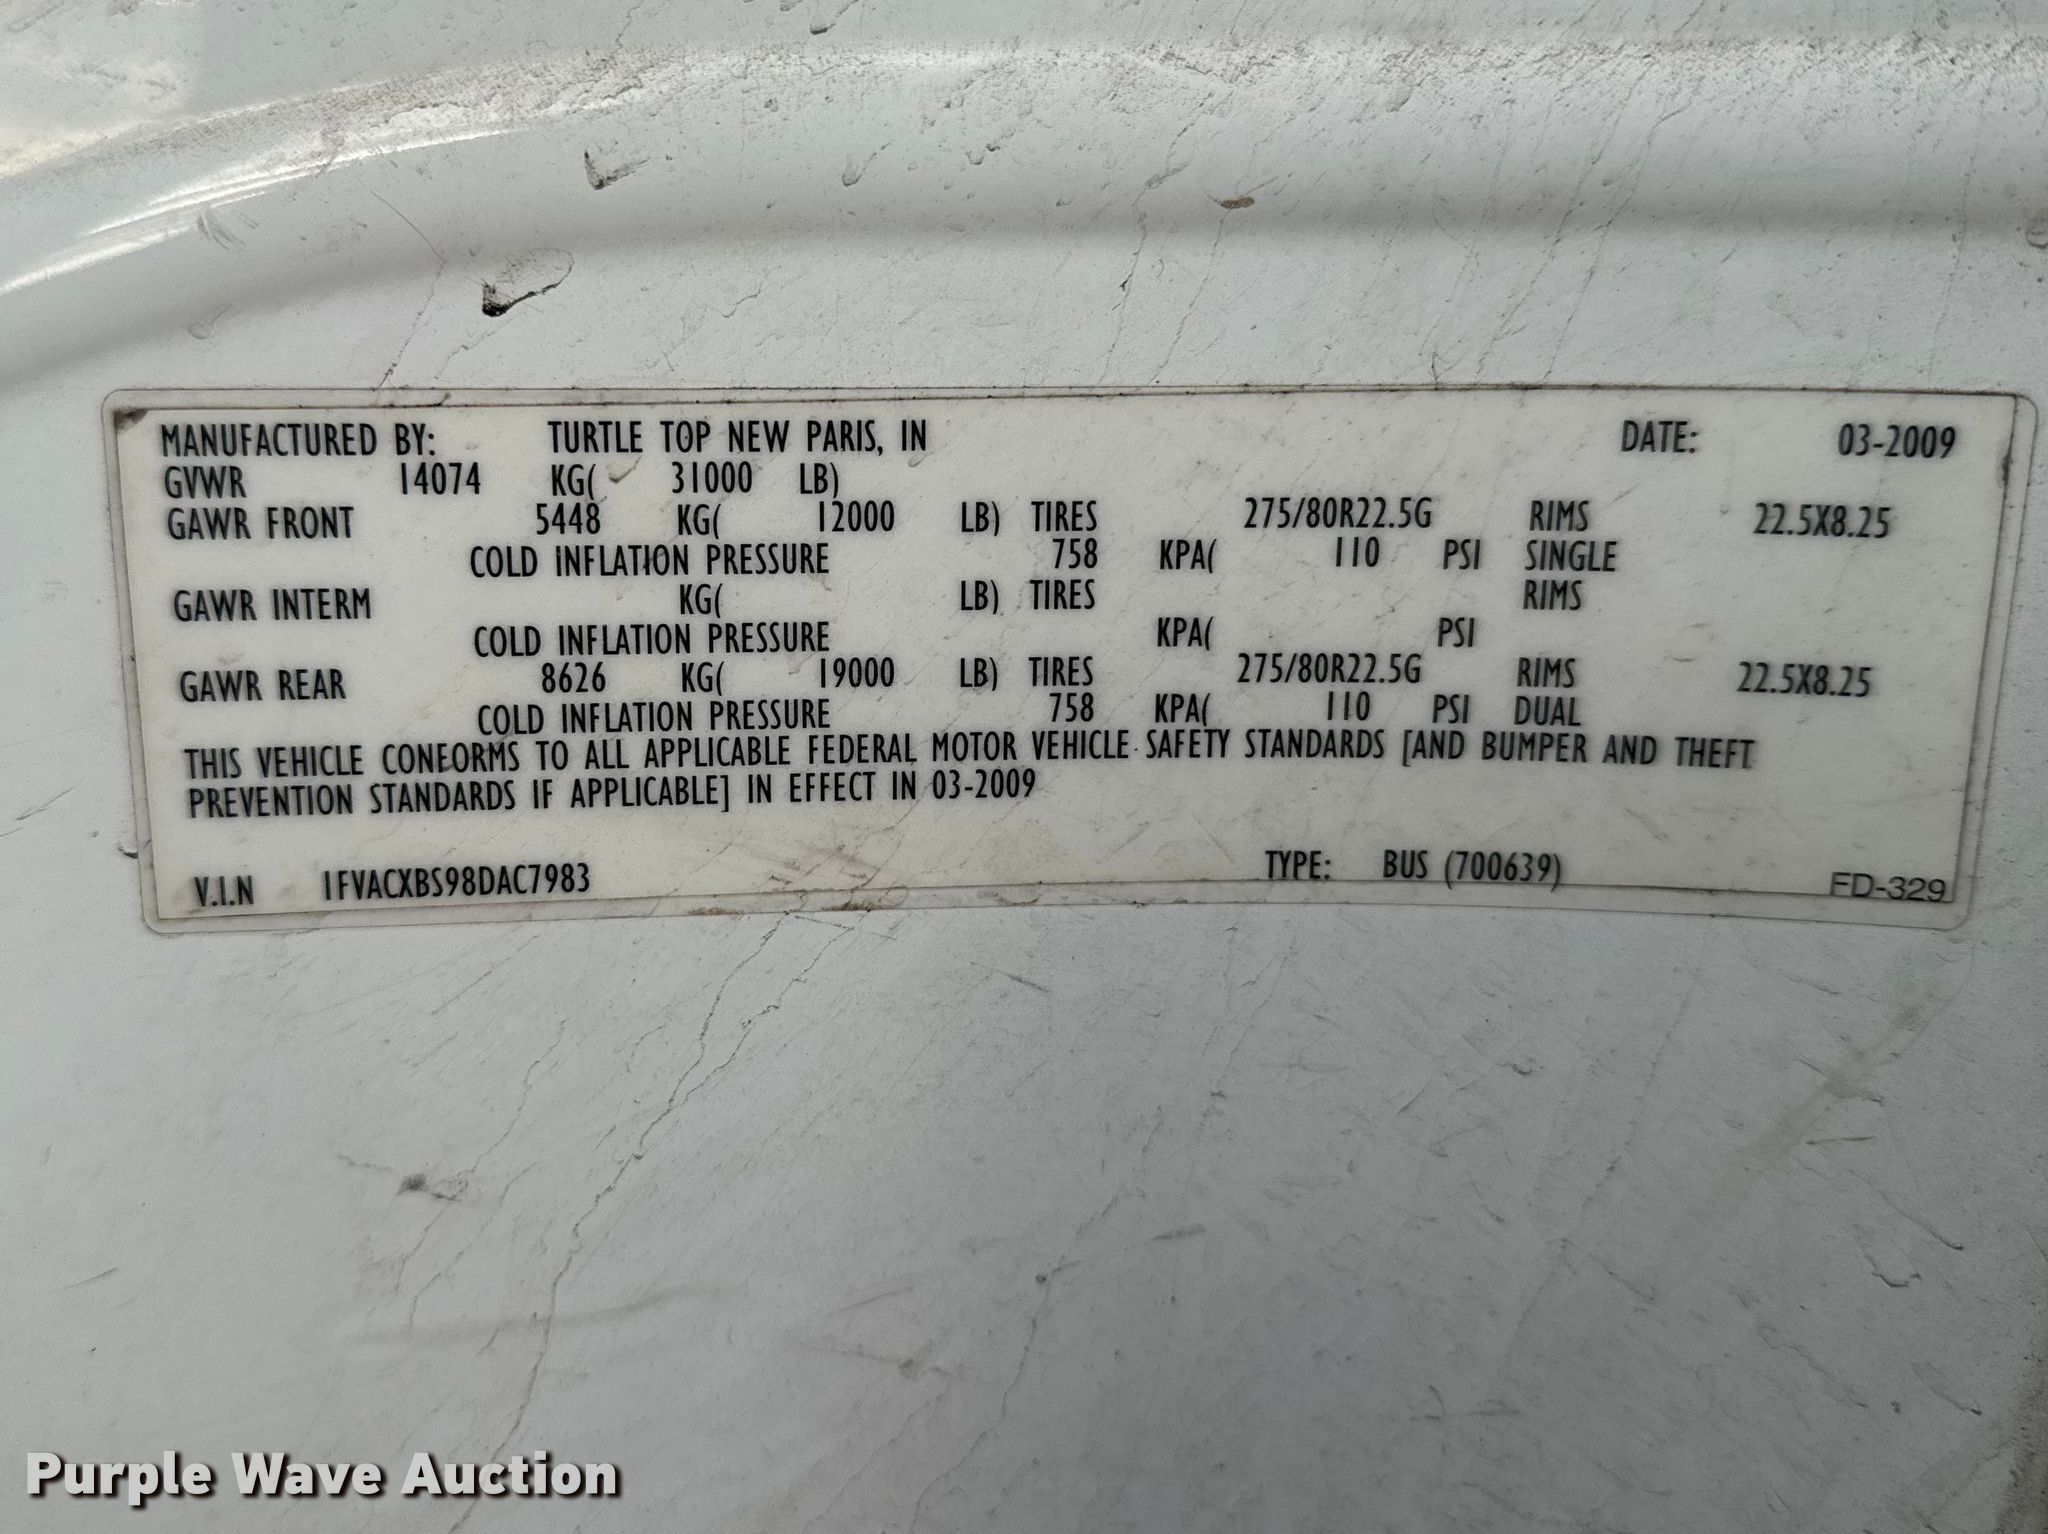 MANUFACTURED BY: TURTLE TOP NEW PARIS, IN DATE: 03-2009
GVWR 14074 KG( 31000 LB)
GAWR FRONT 5448 KG( 12000 LB) TIRES 275/80R22.5G RIMS 22.5X8.25
COLD INFLATION PRESSURE 758 KPA( 110 PSI SINGLE
GAWR INTERM KG( LB) TIRES RIMS
COLD INFLATION PRESSURE KPA( PSI
GAWR REAR 8626 KG( 19000 LB) TIRES 275/80R22.5G RIMS 22.5X8.25
COLD INFLATION PRESSURE 758 KPA( 110 PSI DUAL
THIS VEHICLE CONFORMS TO ALL APPLICABLE FEDERAL MOTOR VEHICLE SAFETY STANDARDS [AND BUMPER AND THEFT
PREVENTION STANDARDS IF APPLICABLE] IN EFFECT IN 03-2009
V.I.N 1FVACXBS98DAC7983 TYPE: BUS (700639) FD-329
Purple Wave Auction